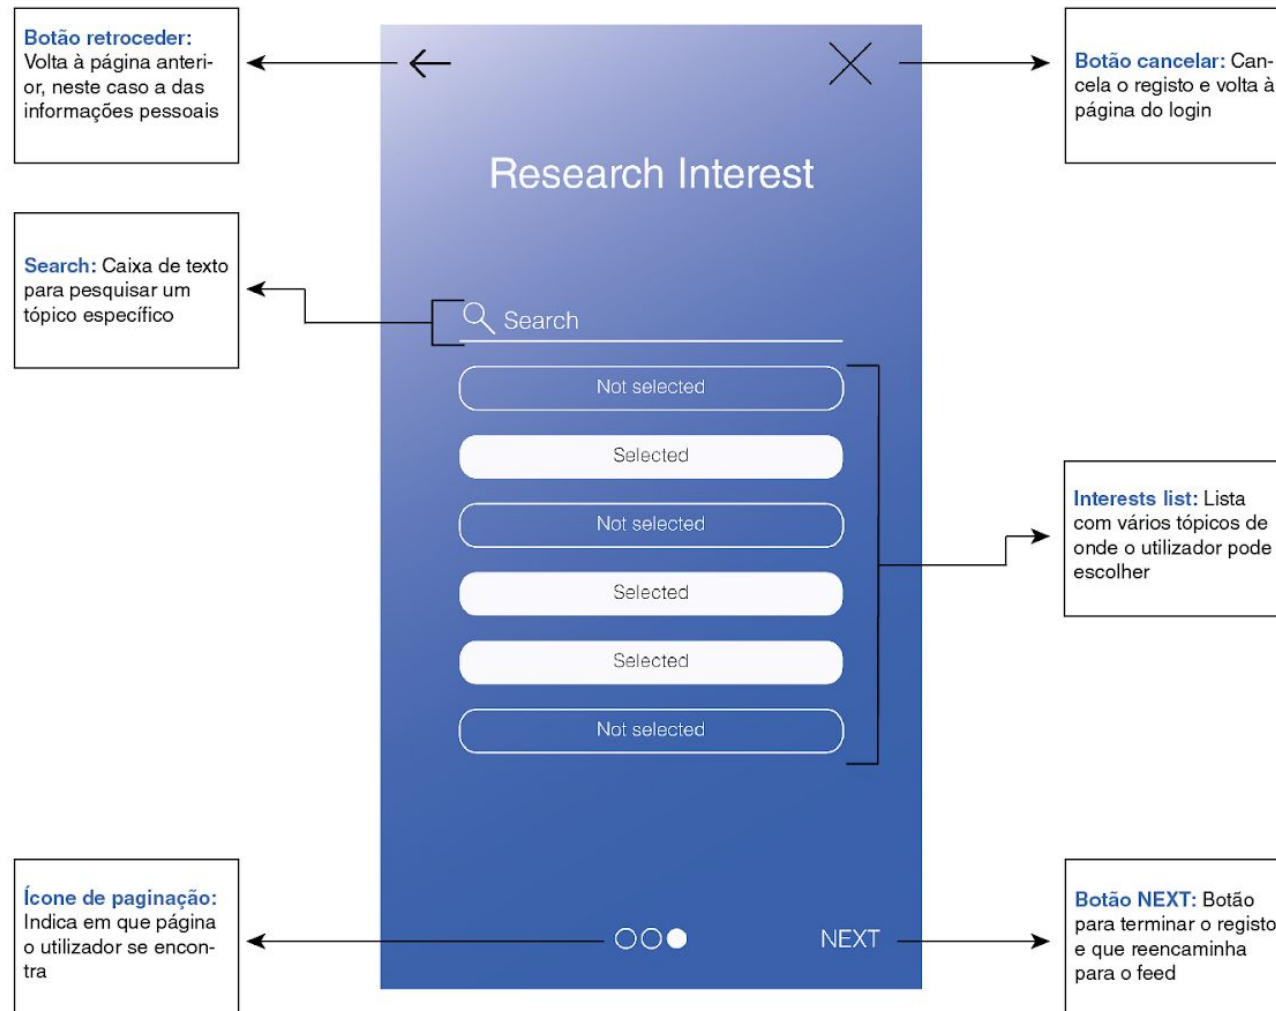 Botão retroceder:
Volta à página anteri-
or, neste caso a das
informações pessoais
Botão cancelar: Can-
cela o registo e volta à
página do login
Research Interest
Search: Caixa de texto
para pesquisar um
tópico específico
Search
Not selected
Selected
Not selected
Selected
Selected
Not selected
Interests list: Lista
com vários tópicos de
onde o utilizador pode
escolher
Ícone de paginação:
Indica em que página
o utilizador se encon-
tra
NEXT
Botão NEXT: Botão
para terminar o registo
e que reencaminha
para o feed